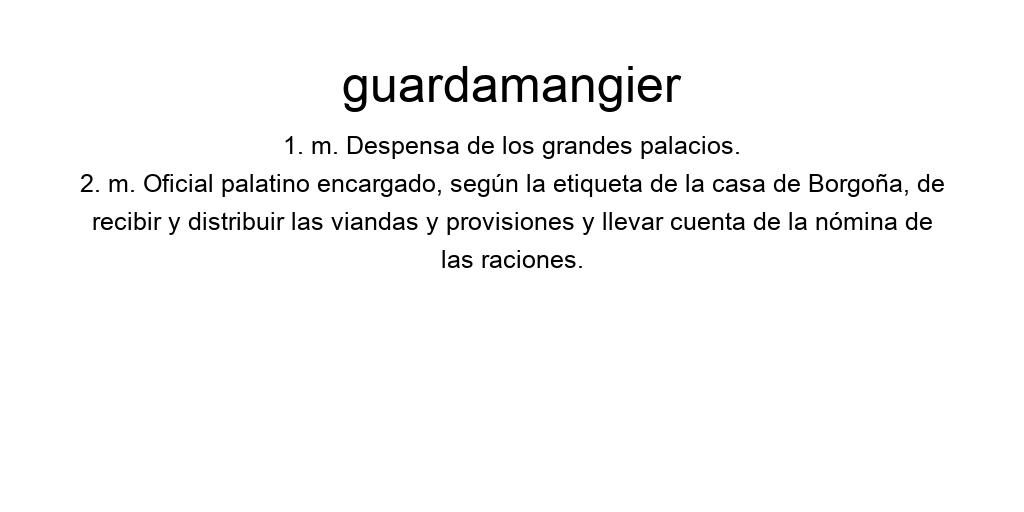 guardamangier
1. m. Despensa de los grandes palacios.
2. m. Oficial palatino encargado, según la etiqueta de la casa de Borgoña, de
recibir y distribuir las viandas y provisiones y llevar cuenta de la nómina de
las raciones.